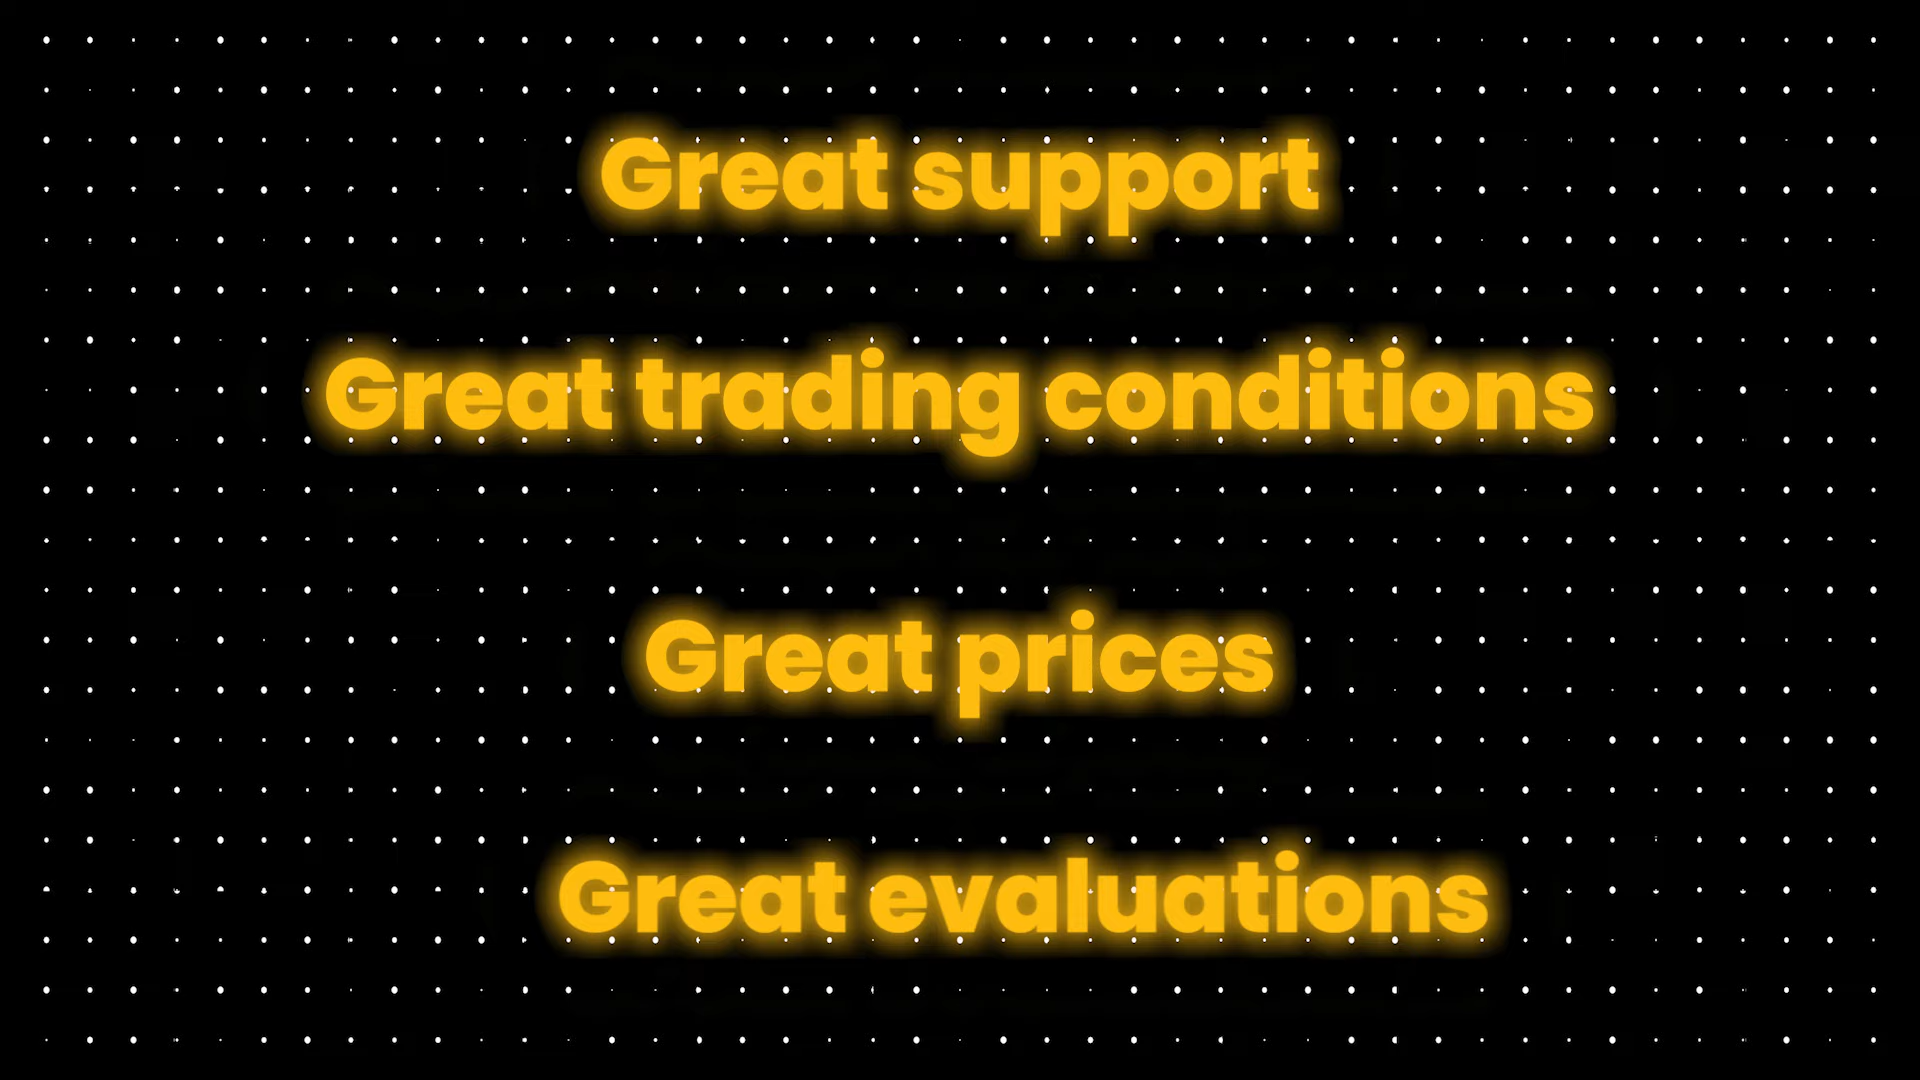 Great support
Great trading conditions
Great prices
Great evaluations